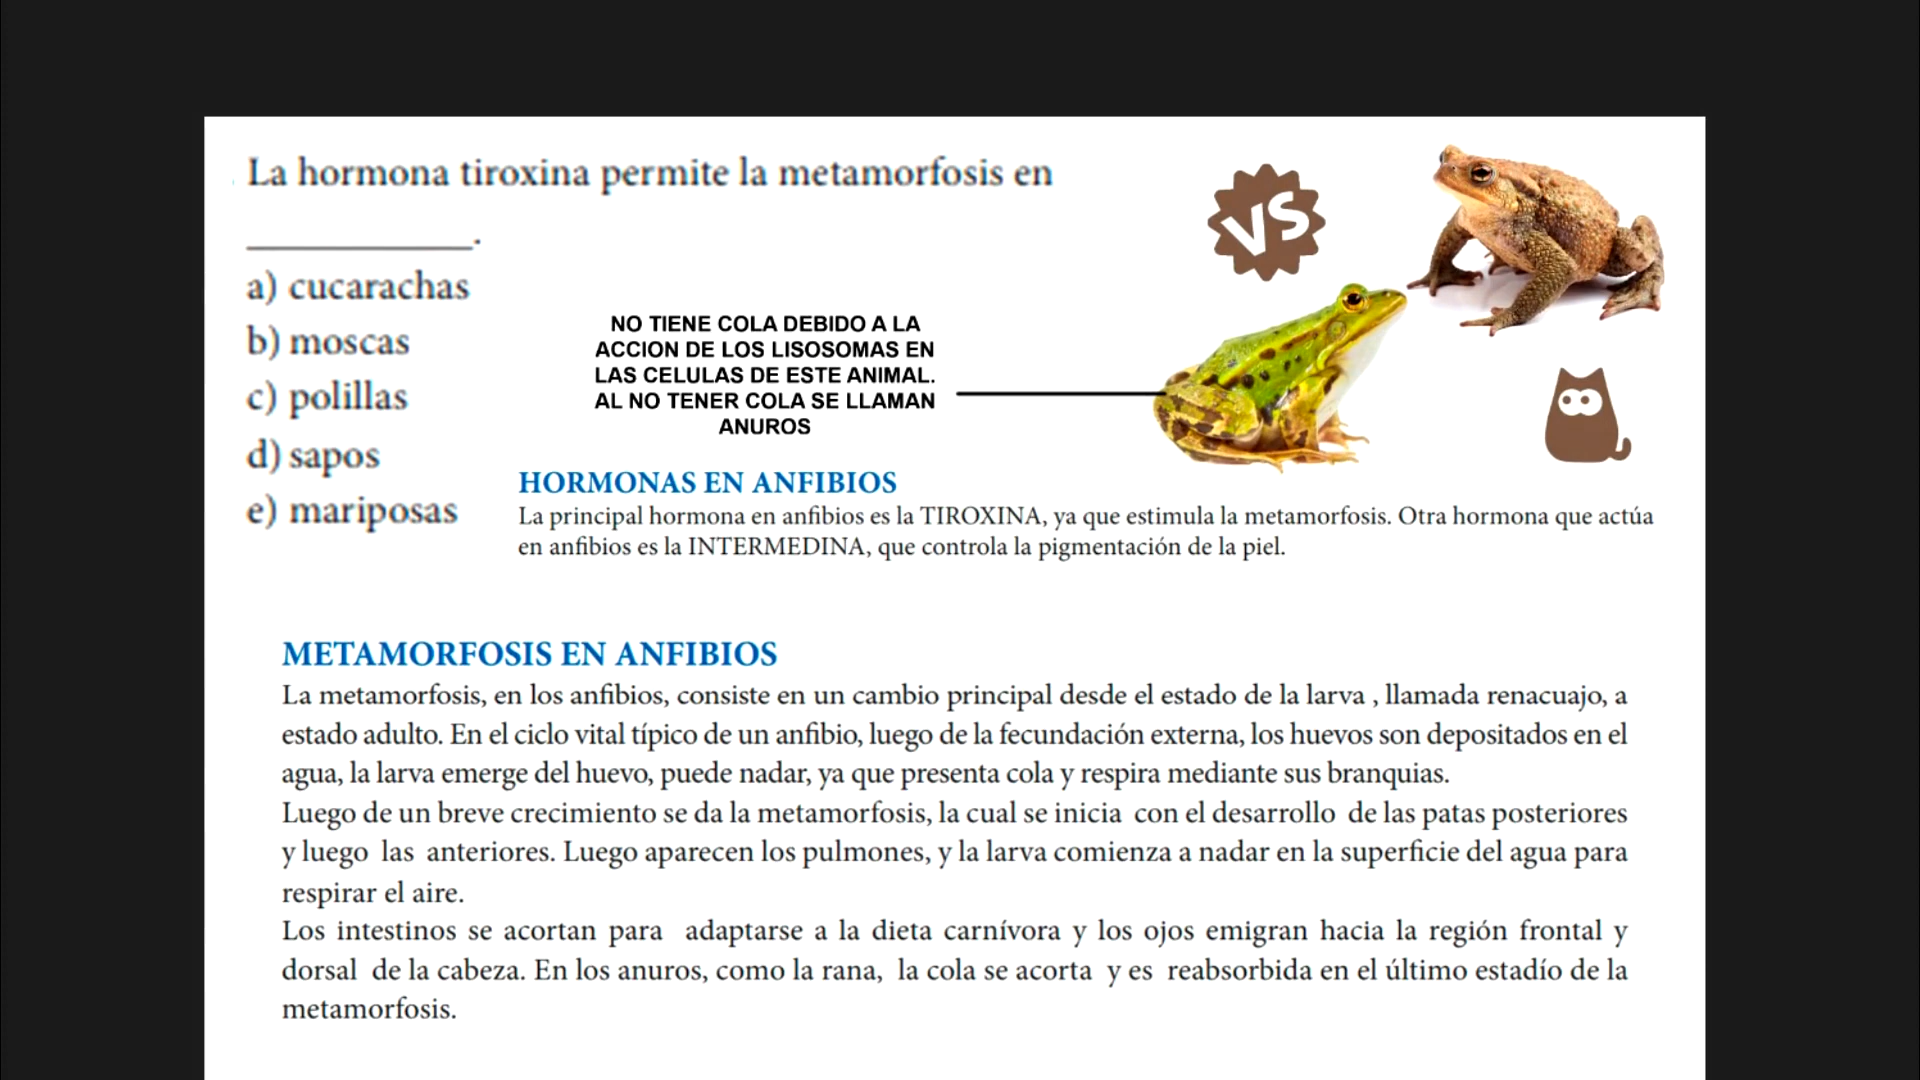 La hormona tiroxina permite la metamorfosis en
____________.
a) cucarachas
b) moscas
c) polillas
d) sapos
e) mariposas
VS
NO TIENE COLA DEBIDO A LA
ACCION DE LOS LISOSOMAS EN
LAS CELULAS DE ESTE ANIMAL.
AL NO TENER COLA SE LLAMAN
ANUROS
HORMONAS EN ANFIBIOS
La principal hormona en anfibios es la TIROXINA, ya que estimula la metamorfosis. Otra hormona que actúa
en anfibios es la INTERMEDINA, que controla la pigmentación de la piel.
METAMORFOSIS EN ANFIBIOS
La metamorfosis, en los anfibios, consiste en un cambio principal desde el estado de la larva , llamada renacuajo, a
estado adulto. En el ciclo vital típico de un anfibio, luego de la fecundación externa, los huevos son depositados en el
agua, la larva emerge del huevo, puede nadar, ya que presenta cola y respira mediante sus branquias.
Luego de un breve crecimiento se da la metamorfosis, la cual se inicia con el desarrollo de las patas posteriores
y luego las anteriores. Luego aparecen los pulmones, y la larva comienza a nadar en la superficie del agua para
respirar el aire.
Los intestinos se acortan para adaptarse a la dieta carnívora y los ojos emigran hacia la región frontal y
dorsal de la cabeza. En los anuros, como la rana, la cola se acorta y es reabsorbida en el último estadío de la
metamorfosis.